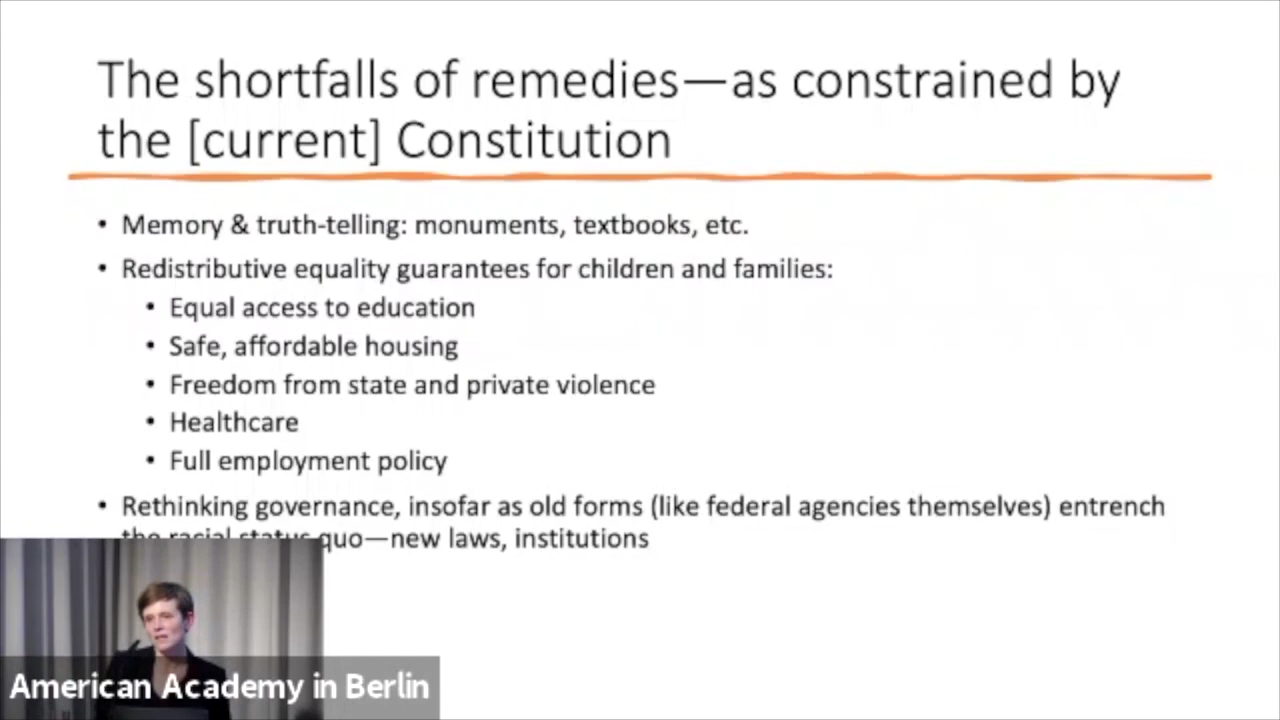 The shortfalls of remedies—as constrained by
the [current] Constitution
• Memory & truth-telling: monuments, textbooks, etc.
• Redistributive equality guarantees for children and families:
• Equal access to education
• Safe, affordable housing
• Freedom from state and private violence
• Healthcare
• Full employment policy
• Rethinking governance, insofar as old forms (like federal agencies themselves) entrench
the racial status quo—new laws, institutions
American Academy in Berlin